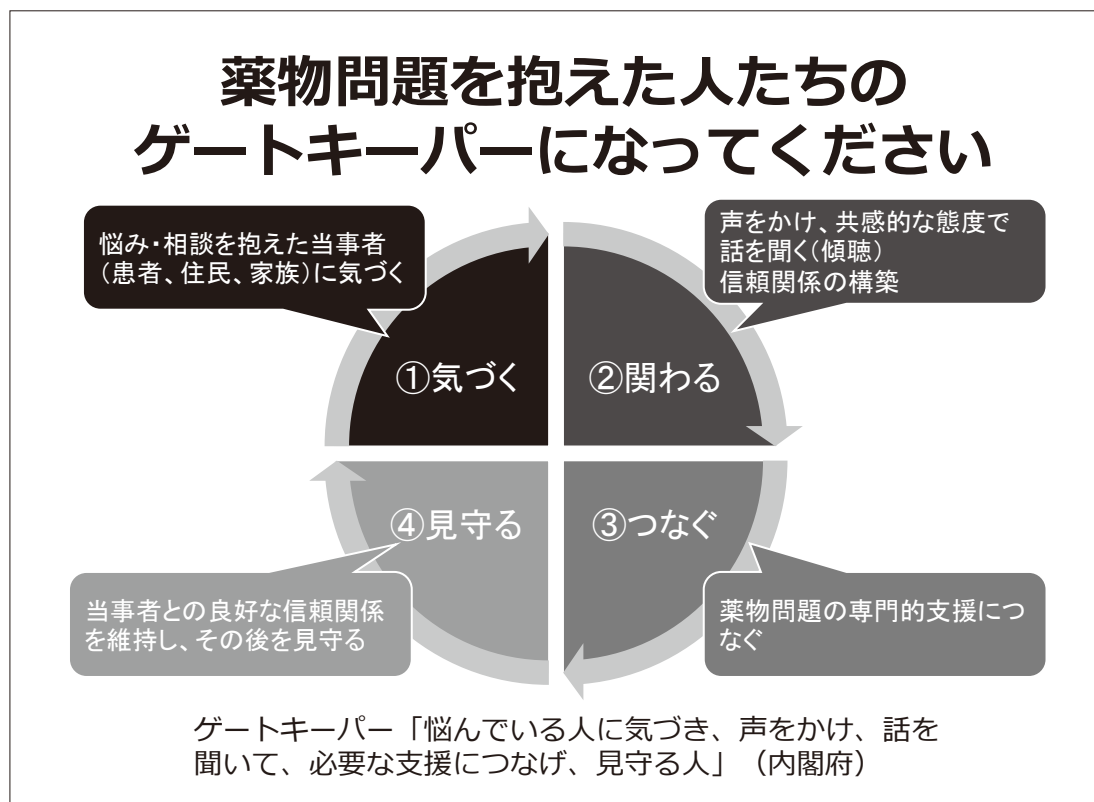 薬物問題を抱えた人たちの
ゲートキーパーになってください
悩み・相談を抱えた当事者
(患者、住民、家族)に気づく
声をかけ、共感的な態度で
話を聞く(傾聴)
信頼関係の構築
①気づく
②関わる
④見守る
③つなぐ
当事者との良好な信頼関係
を維持し、その後を見守る
薬物問題の専門的支援につ
なぐ
ゲートキーパー「悩んでいる人に気づき、声をかけ、話を
聞いて、必要な支援につなげ、見守る人」（内閣府）